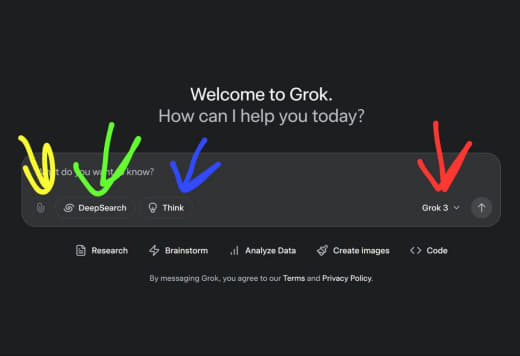 Welcome to Grok.
How can I help you today?
do you want to know?
DeepSearch Think Grok 3
Research Brainstorm Analyze Data Create images Code
By messaging Grok, you agree to our Terms and Privacy Policy.